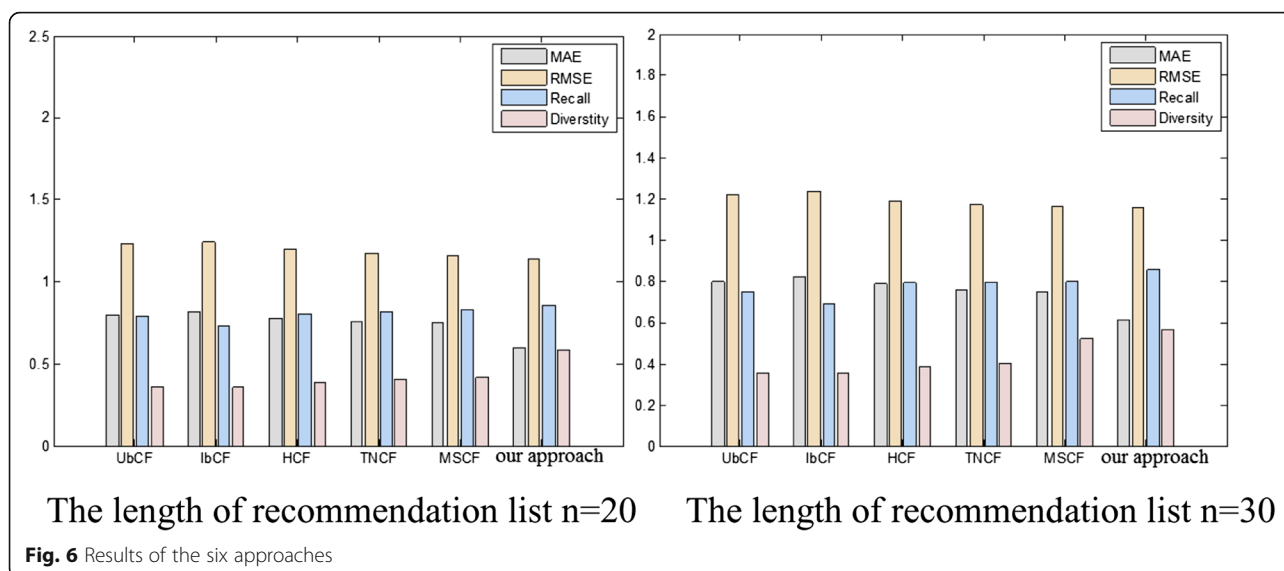 2.5
2
1.5
1
0.5
0
MAE
RMSE
Recall
Diverstity
UbCF IbCF HCF TNCF MSCF our approach
The length of recommendation list n=20
2
1.8
1.6
1.4
1.2
1
0.8
0.6
0.4
0.2
0
MAE
RMSE
Recall
Diversity
UbCF IbCF HCF TNCF MSCF our approach
The length of recommendation list n=30
Fig. 6 Results of the six approaches